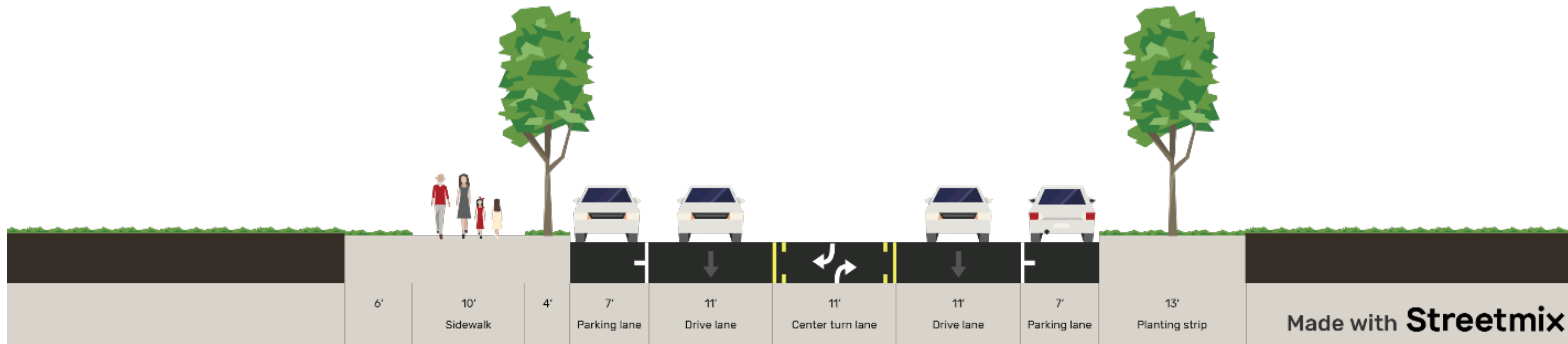 6'
10'
Sidewalk
4'
7'
Parking lane
11'
Drive lane
11'
Center turn lane
11'
Drive lane
7'
Parking lane
13'
Planting strip
Made with Streetmix